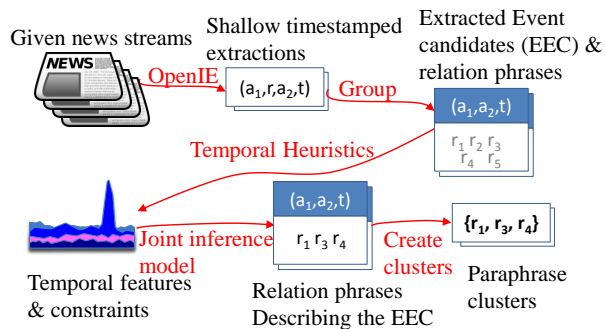 Given news streams
NEWS
OpenIE
Shallow timestamped
extractions
(a₁,r,a₂,t)
Group
Extracted Event
candidates (EEC) &
relation phrases
(a₁,a₂,t)
r₁ r₂ r₃
r₄ r₅
Temporal Heuristics
Temporal features
& constraints
Joint inference
model
(a₁,a₂,t)
r₁ r₃ r₄
Relation phrases
Describing the EEC
Create
clusters
{r₁, r₃, r₄}
Paraphrase
clusters